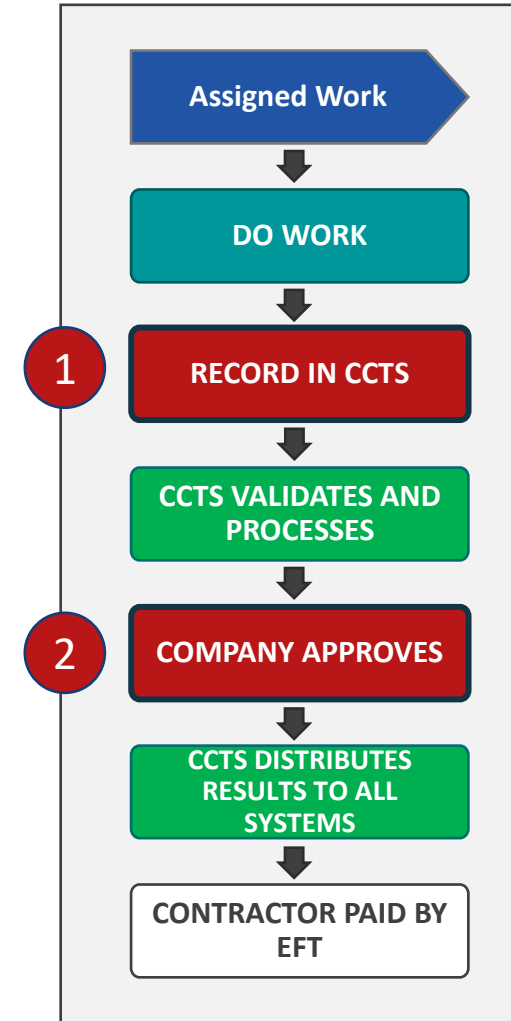 Assigned Work
DO WORK
1
RECORD IN CCTS
CCTS VALIDATES AND
PROCESSES
2
COMPANY APPROVES
CCTS DISTRIBUTES
RESULTS TO ALL
SYSTEMS
CONTRACTOR PAID BY
EFT